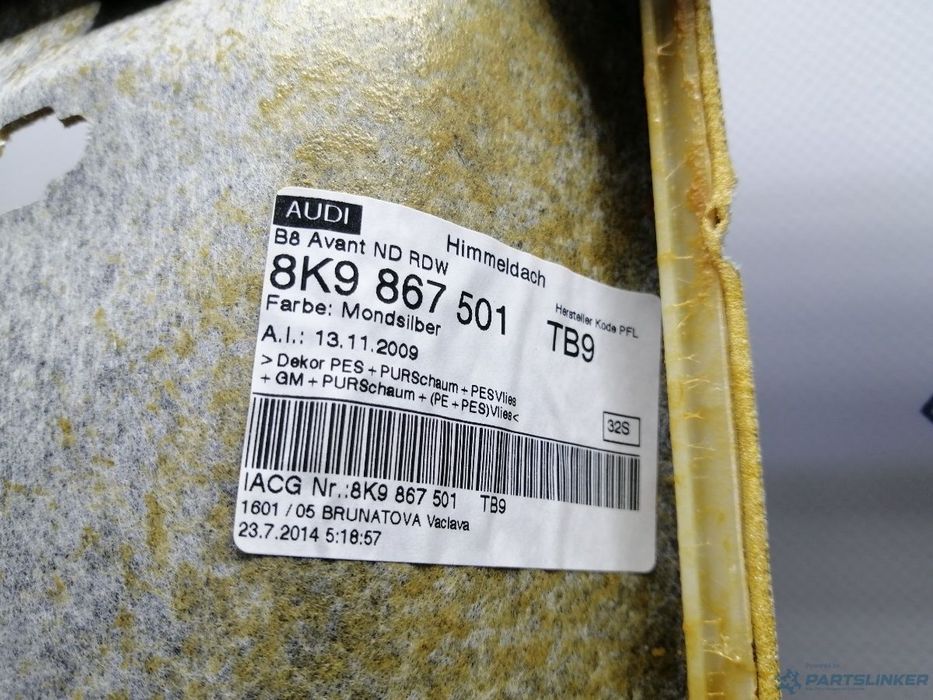 AUDI
B8 Avant ND RDW
Himmeldach
8K9 867 501
Hersteller Kode PFL
TB9
Farbe: Mondsilber
A.I.: 13.11.2009
> Dekor PES + PURSchaum + PESVlies
+ GM + PURSchaum + (PE + PES)Vlies<
32S
IACG Nr.:8K9 867 501 TB9
1601 / 05 BRUNATOVA Vaclava
23.7.2014 5:18:57
Powered by
PARTSLINKER